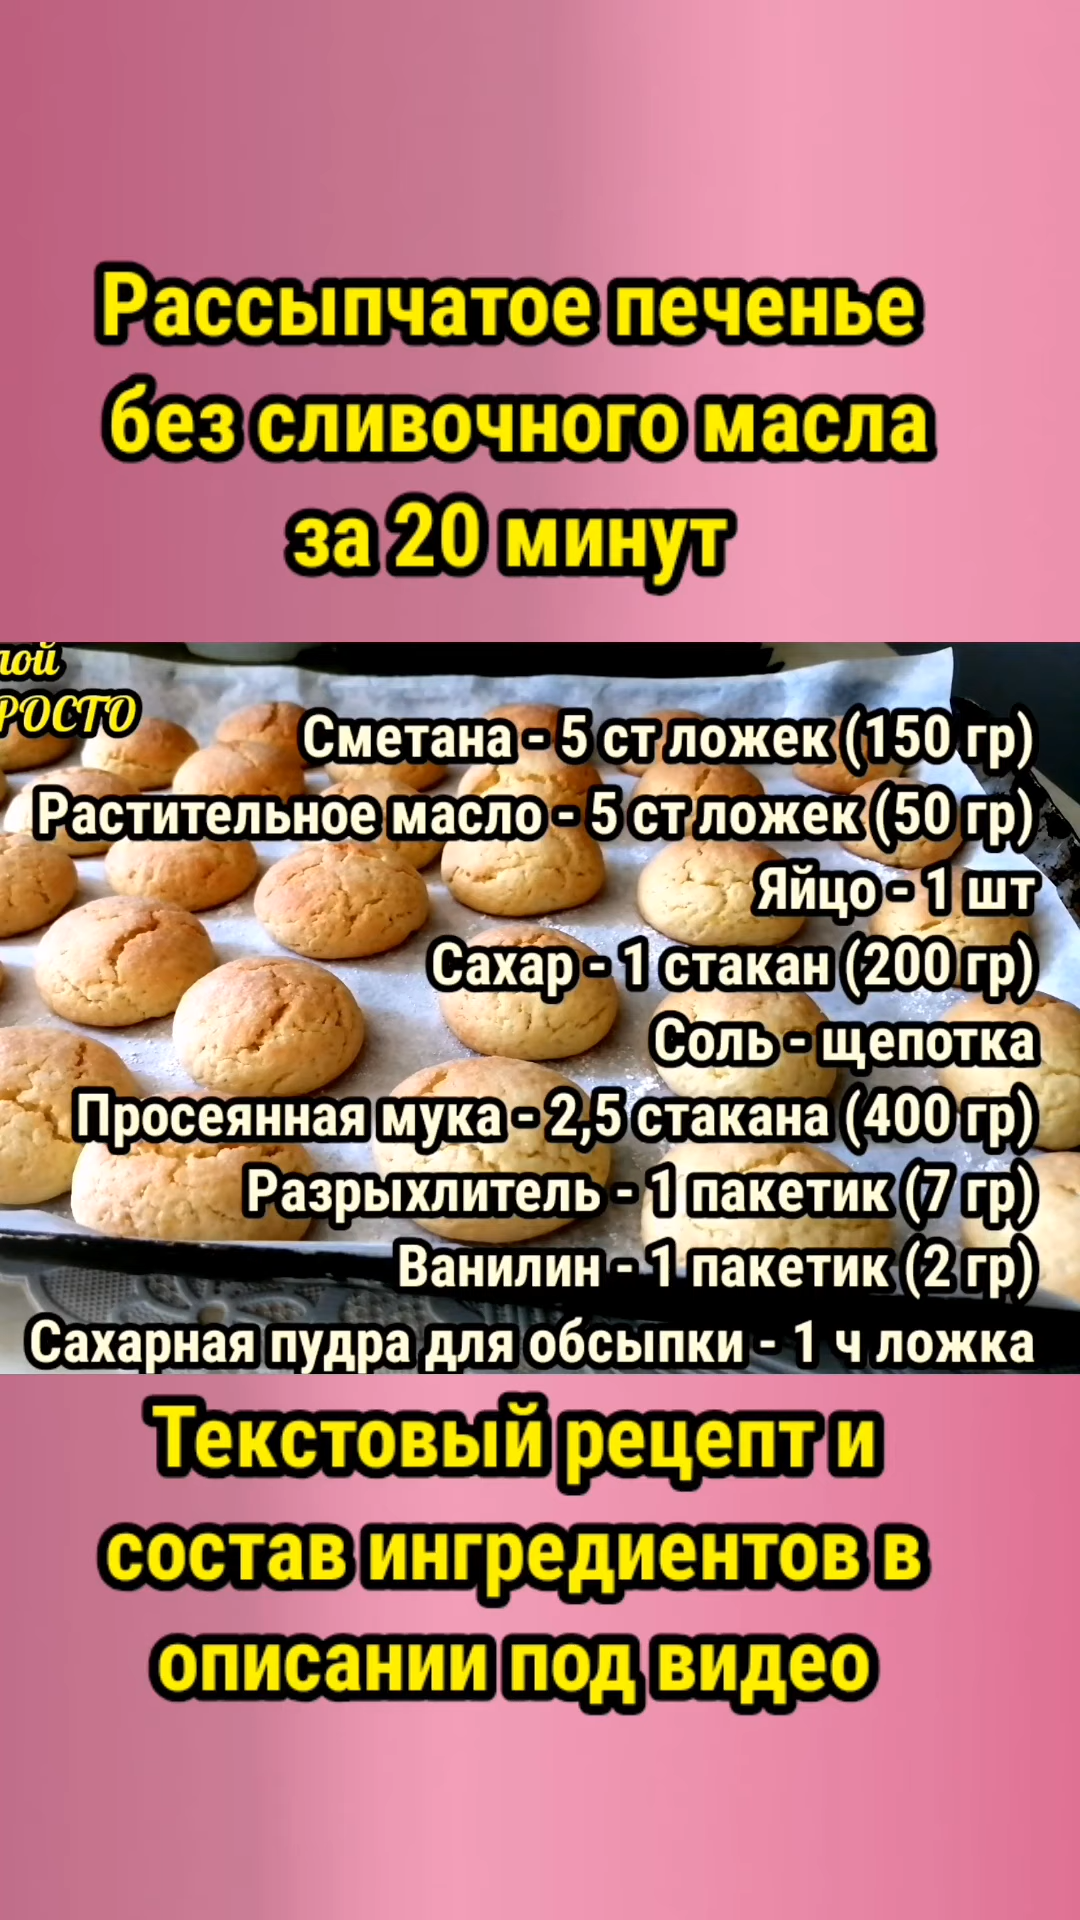 Рассыпчатое печенье
без сливочного масла
за 20 минут
РОСТО
Сметана - 5 ст ложек (150 гр)
Растительное масло - 5 ст ложек (50 гр)
Яйцо - 1 шт
Сахар - 1 стакан (200 гр)
Соль - щепотка
Просеянная мука - 2,5 стакана (400 гр)
Разрыхлитель - 1 пакетик (7 гр)
Ванилин - 1 пакетик (2 гр)
Сахарная пудра для обсыпки - 1 ч ложка
Текстовый рецепт и
состав ингредиентов в
описании под видео